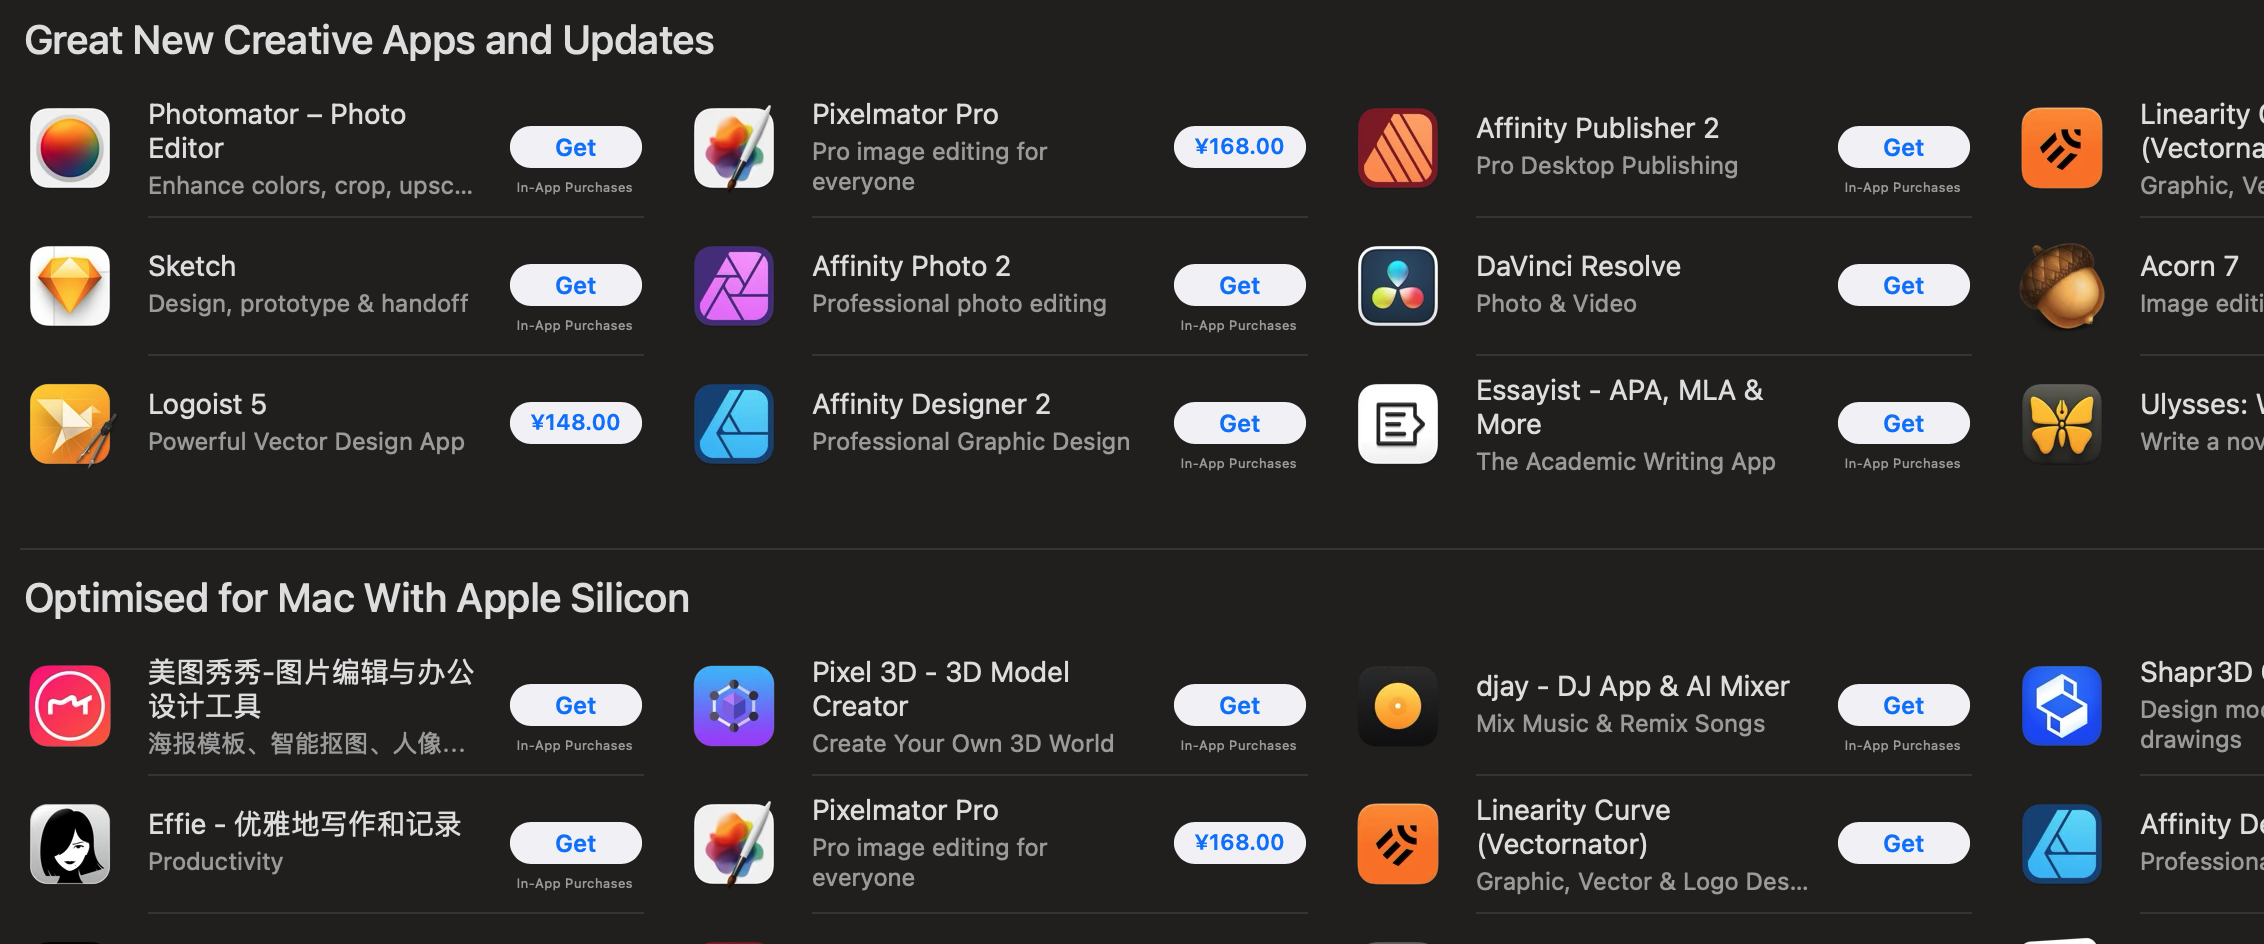 Great New Creative Apps and Updates
Photomator – Photo
Editor
Enhance colors, crop, upsc...
Get
In-App Purchases
Pixelmator Pro
Pro image editing for
everyone
¥168.00
Affinity Publisher 2
Pro Desktop Publishing
Get
In-App Purchases
Linearity
(Vectorna
Graphic, Ve
Sketch
Design, prototype & handoff
Get
In-App Purchases
Affinity Photo 2
Professional photo editing
Get
In-App Purchases
DaVinci Resolve
Photo & Video
Get
Acorn 7
Image editi
Logoist 5
Powerful Vector Design App
¥148.00
Affinity Designer 2
Professional Graphic Design
Get
In-App Purchases
Essayist - APA, MLA &
More
The Academic Writing App
Get
In-App Purchases
Ulysses:
Write a nov
Optimised for Mac With Apple Silicon
美图秀秀-图片编辑与办公
设计工具
海报模板、智能抠图、人像...
Get
In-App Purchases
Pixel 3D - 3D Model
Creator
Create Your Own 3D World
Get
In-App Purchases
djay - DJ App & AI Mixer
Mix Music & Remix Songs
Get
In-App Purchases
Shapr3D
Design mo
drawings
Effie - 优雅地写作和记录
Productivity
Get
In-App Purchases
Pixelmator Pro
Pro image editing for
everyone
¥168.00
Linearity Curve
(Vectornator)
Graphic, Vector & Logo Des...
Get
Affinity De
Professiona